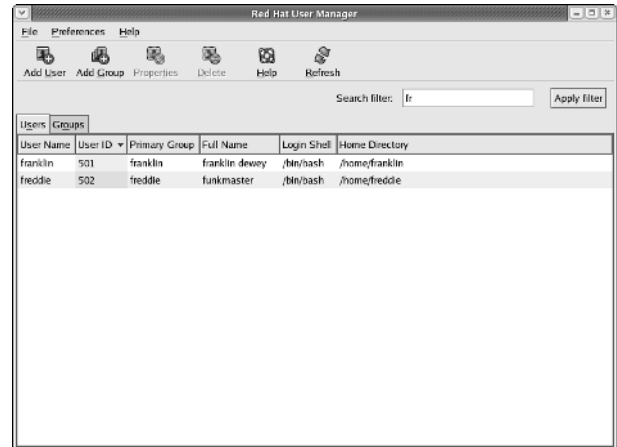 Red Hat User Manager
File Preferences Help
Add User Add Group Properties Delete Help Refresh
Search filter: fr Apply filter
Users Groups
User Name User ID Primary Group Full Name Login Shell Home Directory
franklin 501 franklin franklin dewey /bin/bash /home/franklin
freddie 502 freddie funkmaster /bin/bash /home/freddie